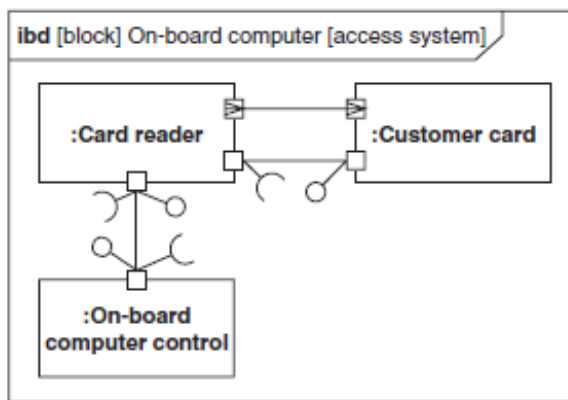 ibd [block] On-board computer [access system]
:Card reader
:Customer card
:On-board
computer control